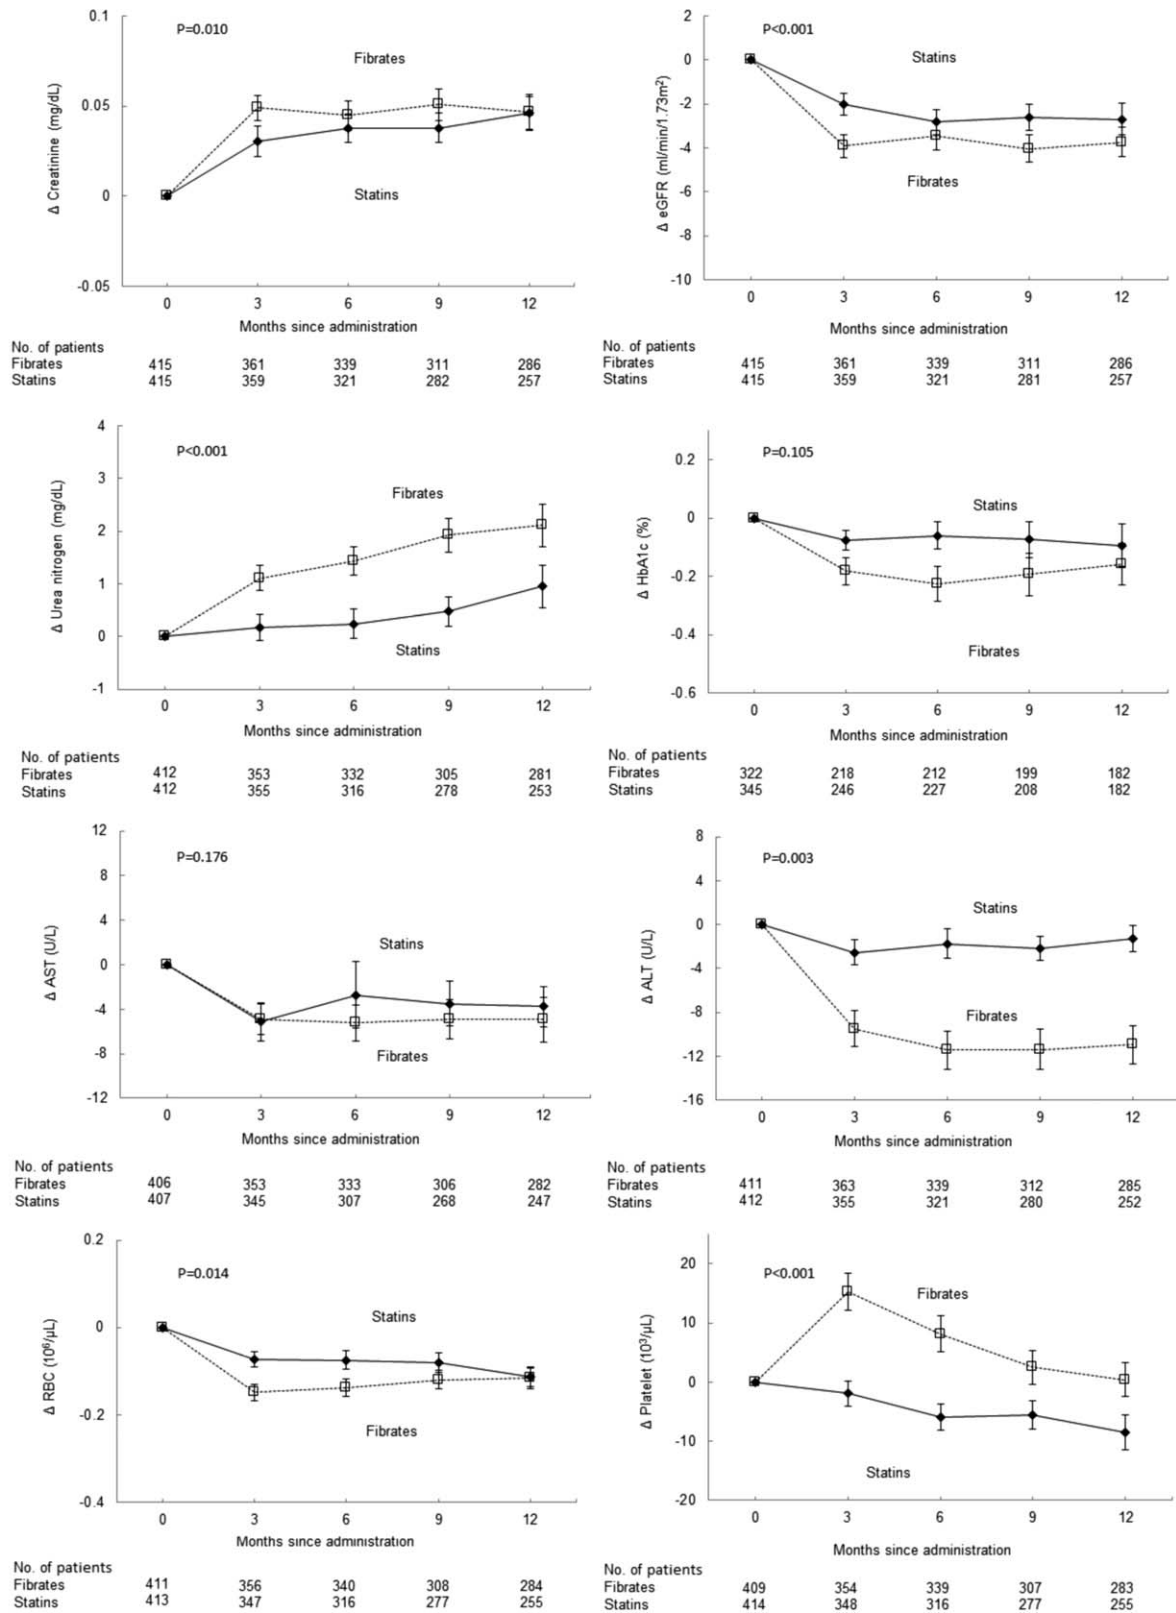 0.1
P=0.010
Fibrates
0.05
Δ Creatinine (mg/dL)
0
Statins
-0.05
0 3 6 9 12
Months since administration
No. of patients
Fibrates 415 361 339 311 286
Statins 415 359 321 282 257
2
P<0.001
0
Statins
-2
Δ eGFR (ml/min/1.73m²)
-4
Fibrates
-6
-8
-10
0 3 6 9 12
Months since administration
No. of patients
Fibrates 415 361 339 311 286
Statins 415 359 321 281 257
4
P<0.001
3
Fibrates
Δ Urea nitrogen (mg/dL)
2
1
0
Statins
-1
0 3 6 9 12
Months since administration
No. of patients
Fibrates 412 353 332 305 281
Statins 412 355 316 278 253
0.2
P=0.105
Statins
0
Δ HbA1c (%)
-0.2
-0.4
Fibrates
-0.6
0 3 6 9 12
Months since administration
No. of patients
Fibrates 322 218 212 199 182
Statins 345 246 227 208 182
12
P=0.176
8
4
Statins
Δ AST (U/L)
0
-4
Fibrates
-8
-12
0 3 6 9 12
Months since administration
No. of patients
Fibrates 406 353 333 306 282
Statins 407 345 307 268 247
8
P=0.003
4
Statins
0
Δ ALT (U/L)
-4
-8
Fibrates
-12
-16
0 3 6 9 12
Months since administration
No. of patients
Fibrates 411 363 339 312 285
Statins 412 355 321 280 252
0.2
P=0.014
Statins
0
Δ RBC (10⁶/μL)
-0.2
Fibrates
-0.4
0 3 6 9 12
Months since administration
No. of patients
Fibrates 411 356 340 308 284
Statins 413 347 316 277 255
20
P<0.001
Fibrates
10
Δ Platelet (10³/μL)
0
-10
Statins
-20
0 3 6 9 12
Months since administration
No. of patients
Fibrates 409 354 339 307 283
Statins 414 348 316 277 255